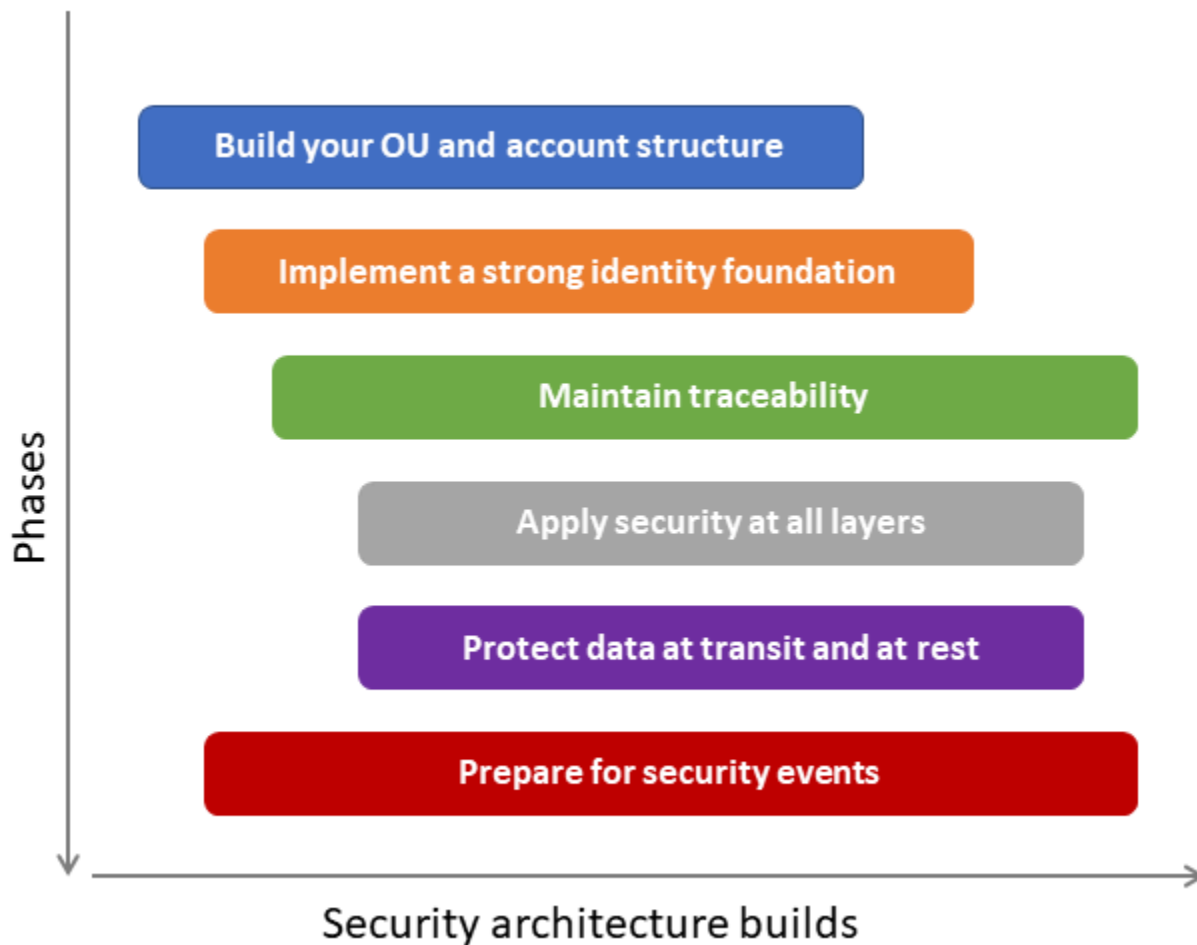 Build your OU and account structure
Implement a strong identity foundation
Maintain traceability
Apply security at all layers
Protect data at transit and at rest
Prepare for security events
Phases
Security architecture builds